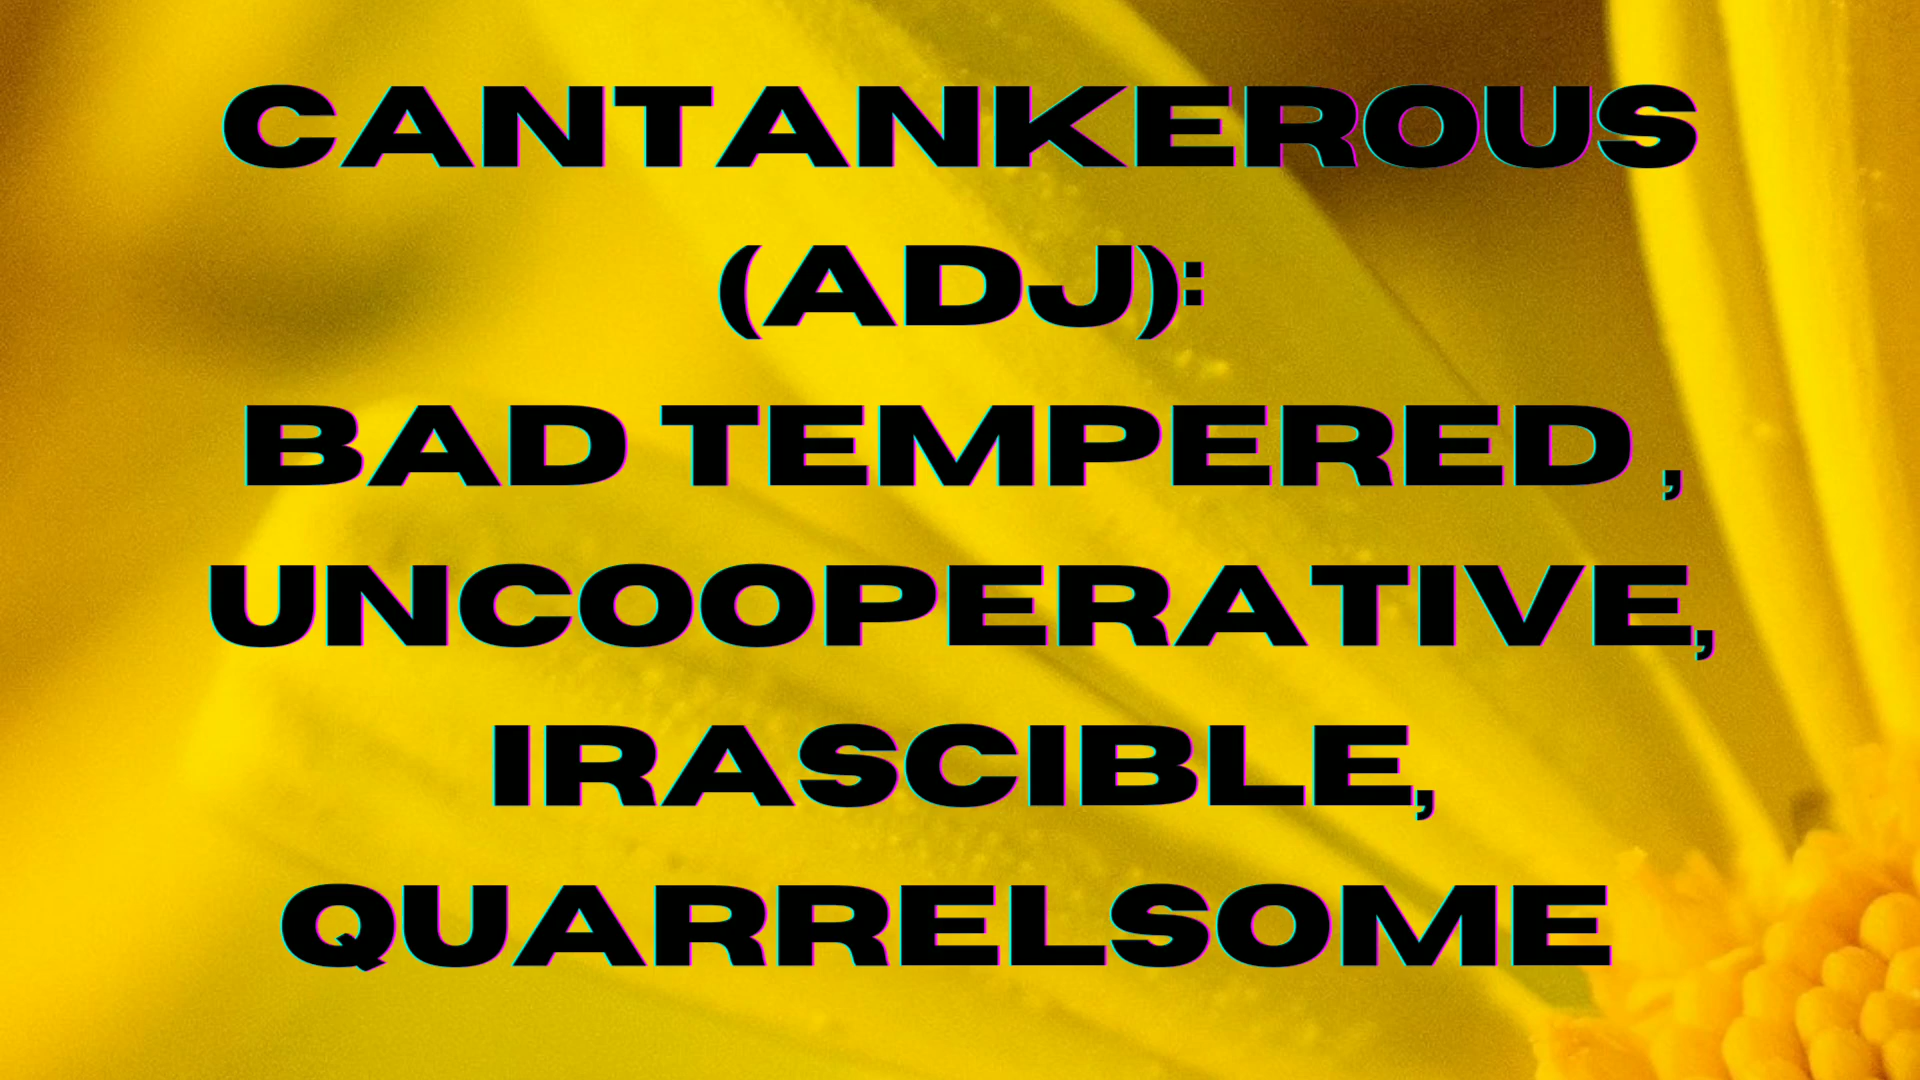 CANTANKEROUS
(ADJ):
BAD TEMPERED ,
UNCOOPERATIVE,
IRASCIBLE,
QUARRELSOME